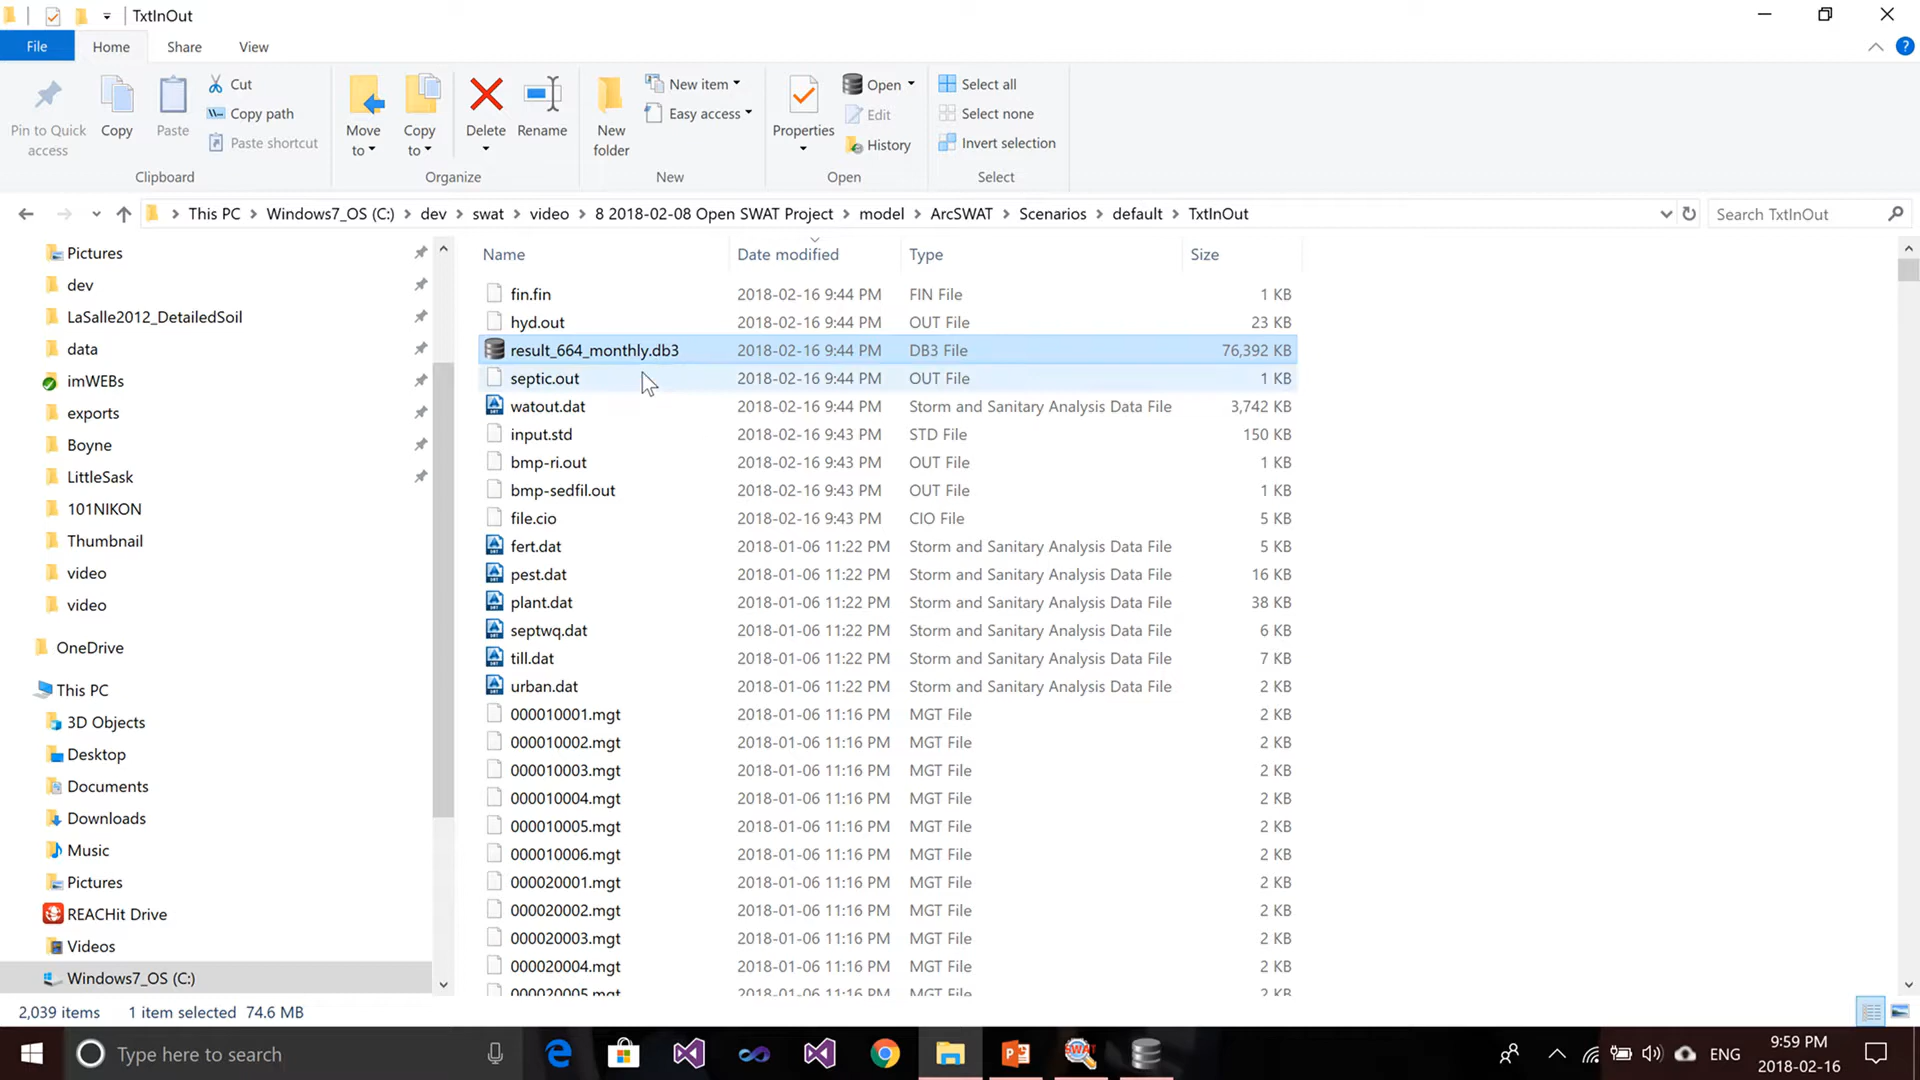 TxtInOut
File Home Share View
Pin to Quick access
Copy
Paste
Cut
Copy path
Paste shortcut
Clipboard
Move to
Copy to
Delete
Rename
Organize
New folder
New item
Easy access
New
Properties
Open
Edit
History
Open
Select all
Select none
Invert selection
Select
This PC > Windows7_OS (C:) > dev > swat > video > 8 2018-02-08 Open SWAT Project > model > ArcSWAT > Scenarios > default > TxtInOut
Search TxtInOut
Pictures
dev
LaSalle2012_DetailedSoil
data
imWEBs
exports
Boyne
LittleSask
101NIKON
Thumbnail
video
video
OneDrive
This PC
3D Objects
Desktop
Documents
Downloads
Music
Pictures
REACHit Drive
Videos
Windows7_OS (C:)
Name Date modified Type Size
fin.fin 2018-02-16 9:44 PM FIN File 1 KB
hyd.out 2018-02-16 9:44 PM OUT File 23 KB
result_664_monthly.db3 2018-02-16 9:44 PM DB3 File 76,392 KB
septic.out 2018-02-16 9:44 PM OUT File 1 KB
watout.dat 2018-02-16 9:44 PM Storm and Sanitary Analysis Data File 3,742 KB
input.std 2018-02-16 9:43 PM STD File 150 KB
bmp-ri.out 2018-02-16 9:43 PM OUT File 1 KB
bmp-sedfil.out 2018-02-16 9:43 PM OUT File 1 KB
file.cio 2018-02-16 9:43 PM CIO File 5 KB
fert.dat 2018-01-06 11:22 PM Storm and Sanitary Analysis Data File 5 KB
pest.dat 2018-01-06 11:22 PM Storm and Sanitary Analysis Data File 16 KB
plant.dat 2018-01-06 11:22 PM Storm and Sanitary Analysis Data File 38 KB
septwq.dat 2018-01-06 11:22 PM Storm and Sanitary Analysis Data File 6 KB
till.dat 2018-01-06 11:22 PM Storm and Sanitary Analysis Data File 7 KB
urban.dat 2018-01-06 11:22 PM Storm and Sanitary Analysis Data File 2 KB
000010001.mgt 2018-01-06 11:16 PM MGT File 2 KB
000010002.mgt 2018-01-06 11:16 PM MGT File 2 KB
000010003.mgt 2018-01-06 11:16 PM MGT File 2 KB
000010004.mgt 2018-01-06 11:16 PM MGT File 2 KB
000010005.mgt 2018-01-06 11:16 PM MGT File 2 KB
000010006.mgt 2018-01-06 11:16 PM MGT File 2 KB
000020001.mgt 2018-01-06 11:16 PM MGT File 2 KB
000020002.mgt 2018-01-06 11:16 PM MGT File 2 KB
000020003.mgt 2018-01-06 11:16 PM MGT File 2 KB
000020004.mgt 2018-01-06 11:16 PM MGT File 2 KB
000020005.mgt 2018-01-06 11:16 PM MGT File 2 KB
2,039 items 1 item selected 74.6 MB
Type here to search
SWAT
ENG
9:59 PM
2018-02-16